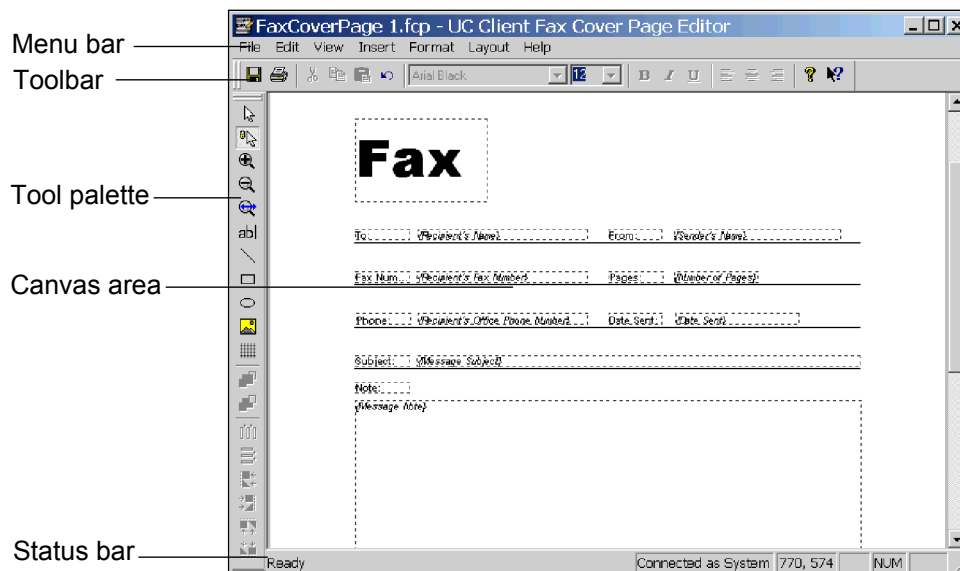 FaxCoverPage 1.fcp - UC Client Fax Cover Page Editor
Menu bar
File Edit View Insert Format Layout Help
Toolbar
Arial Black 12 B I U
Fax
Tool palette
abl
To: {Recipient's Name} From: {Sender's Name}
Canvas area
Fax Num... {Recipient's Fax Number} Pages: {Number of Pages}
Phone: {Recipient's Office Phone Number} Date Sent: {Date Sent}
Subject: {Message Subject}
Note:
{Message Note}
Status bar
Ready Connected as System 770, 574 NUM